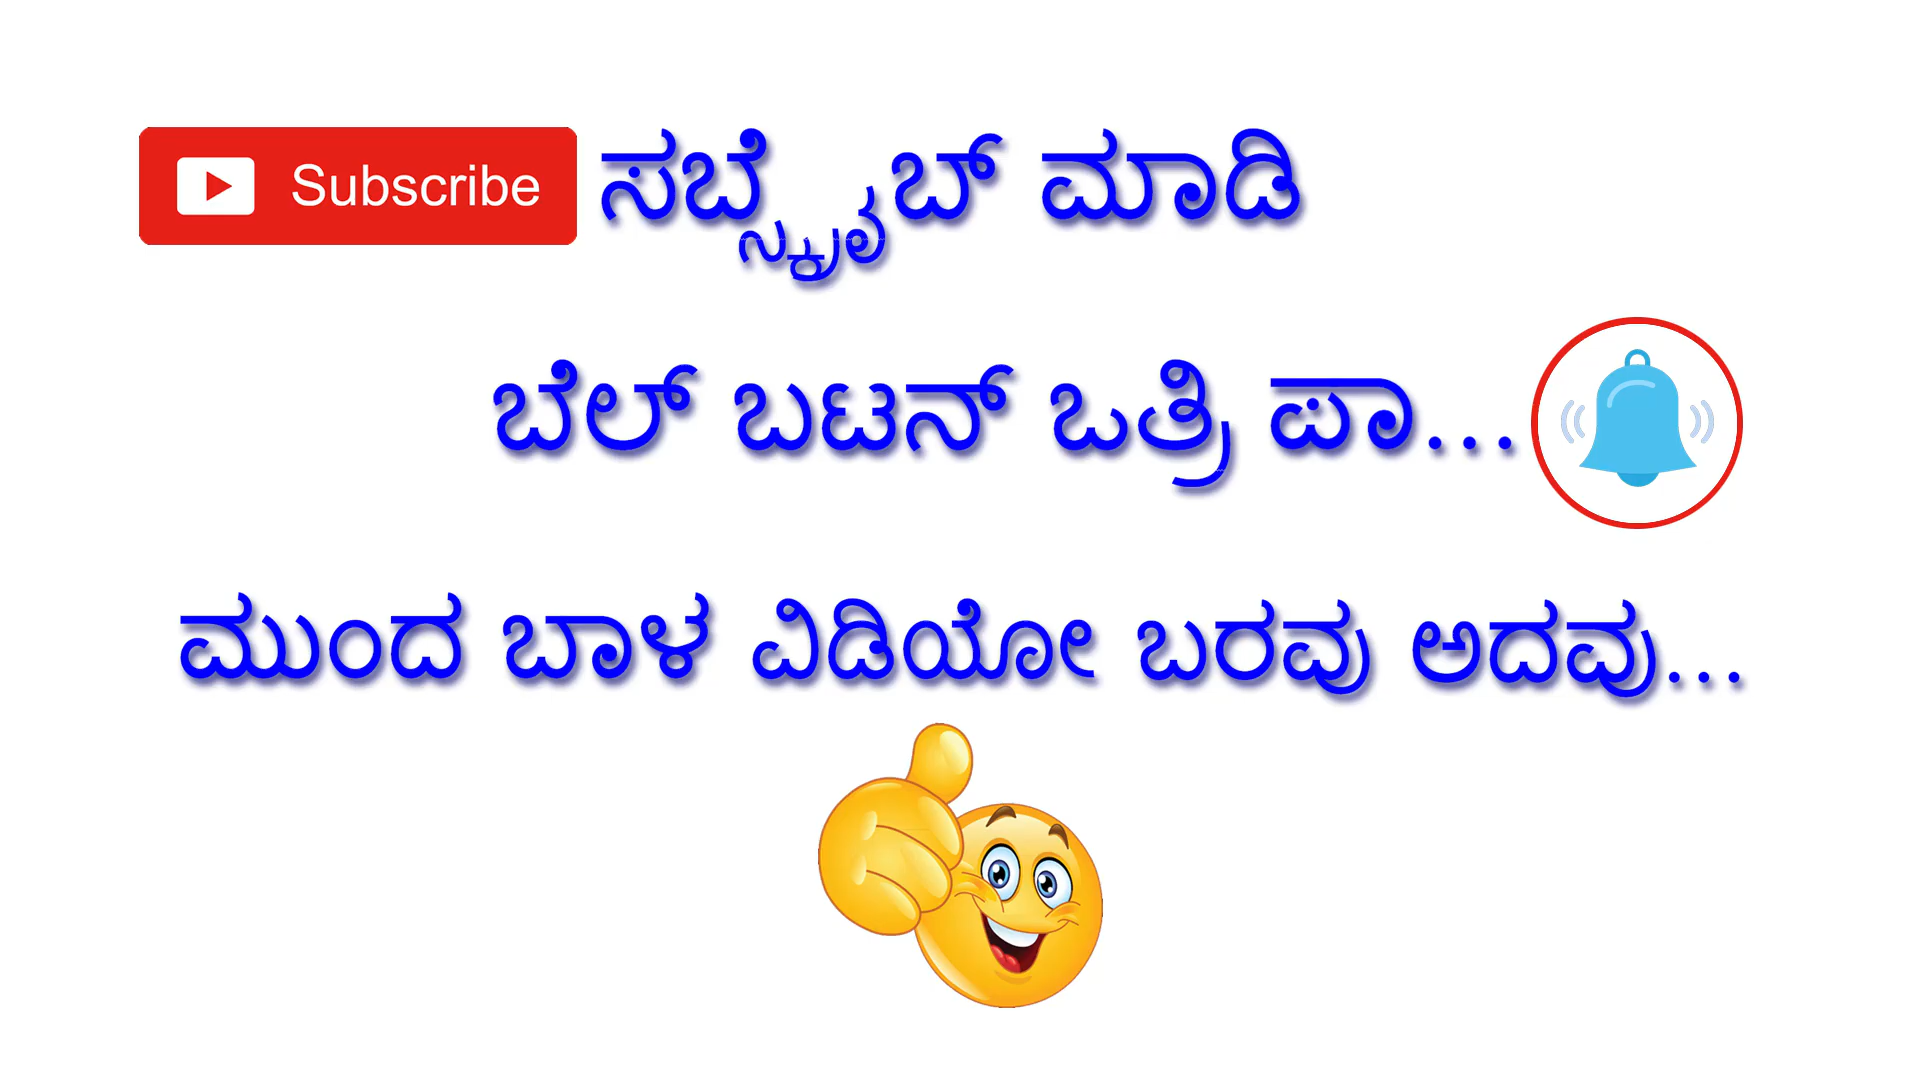 Subscribe ಸಬ್ಸ್ಕ್ರೈಬ್ ಮಾಡಿ
ಬೆಲ್ ಬಟನ್ ಒತ್ರಿ ಪಾ...
ಮುಂದ ಬಾಳ ವಿಡಿಯೋ ಬರವು ಅದವು...